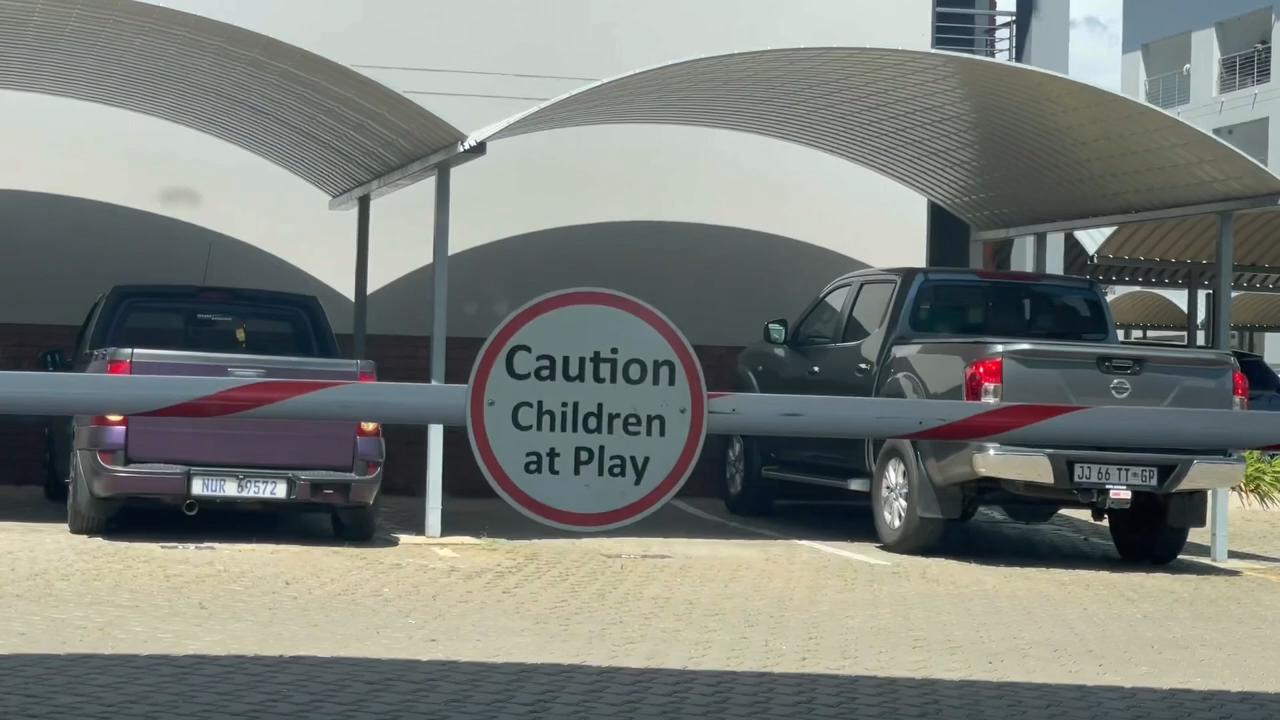 Caution
Children
at Play
NUR 69572
JJ 66 TT GP